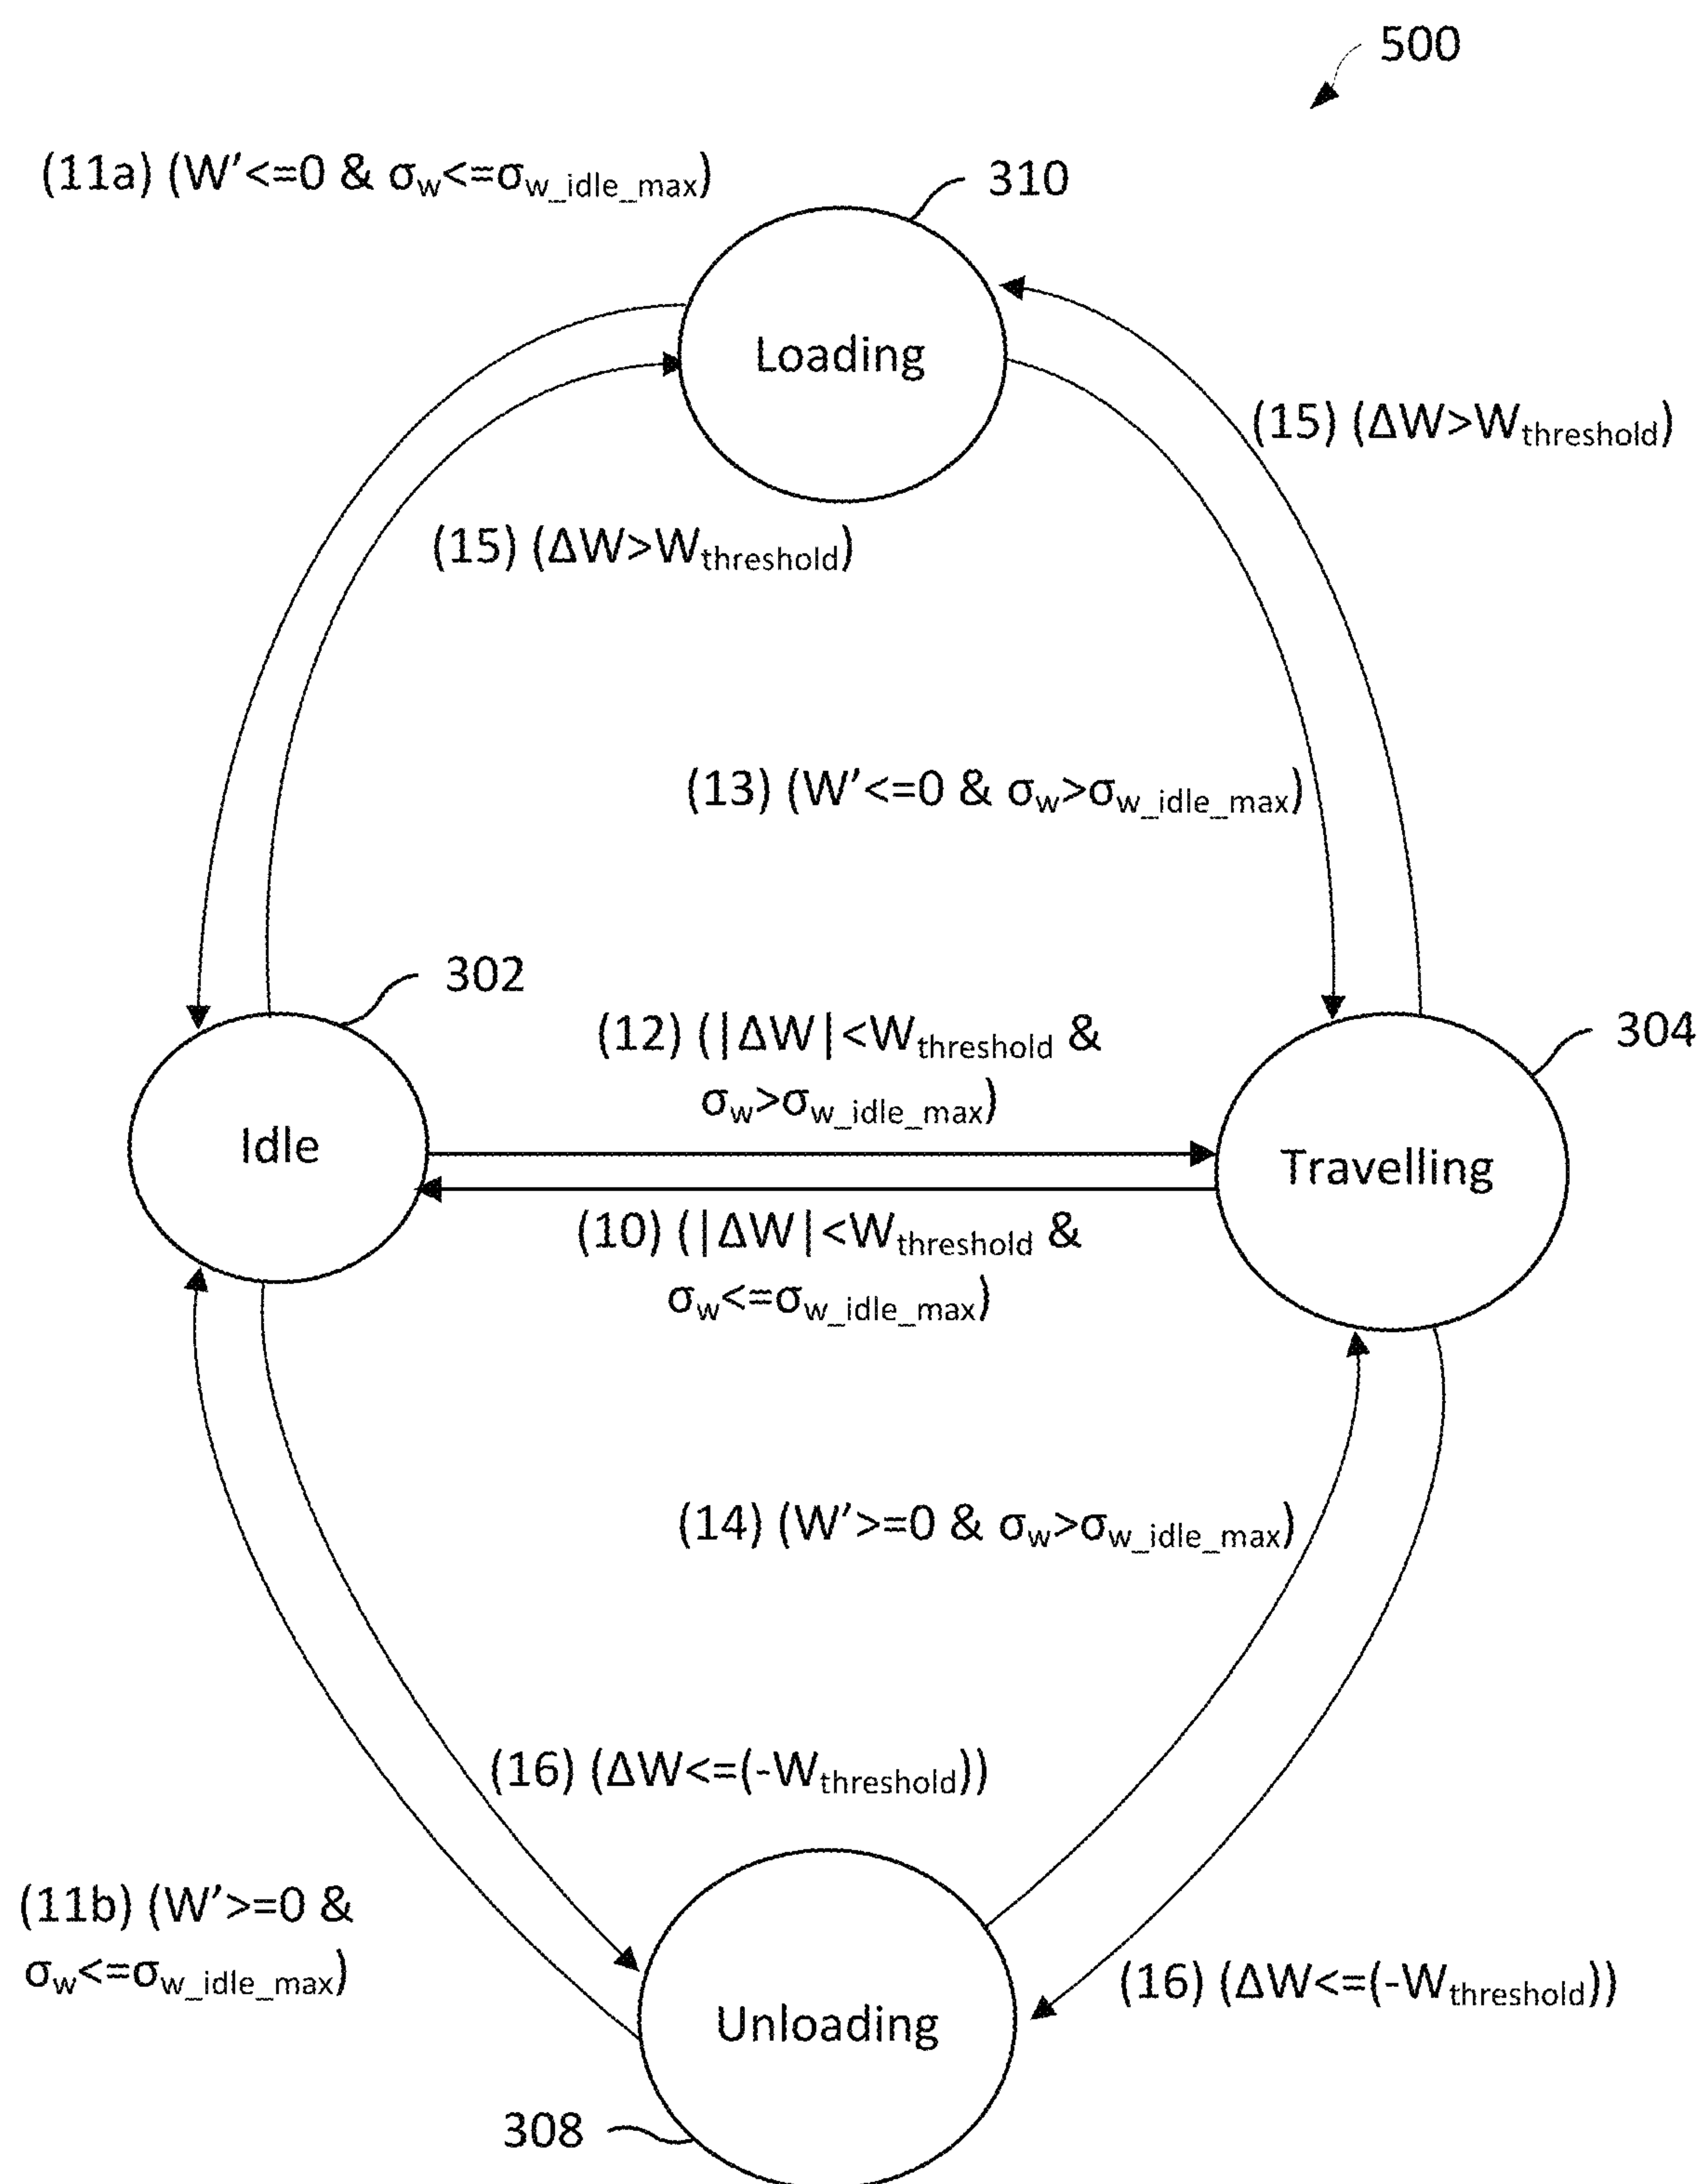 500
(11a) (W'<=0 & σw<=σw_idle_max)
310
Loading
(15) (ΔW>Wthreshold)
(15) (ΔW>Wthreshold)
(13) (W'<=0 & σw>σw_idle_max)
302
(12) (|ΔW|<Wthreshold &
σw>σw_idle_max)
304
Idle
Travelling
(10) (|ΔW|<Wthreshold &
σw<=σw_idle_max)
(14) (W'>=0 & σw>σw_idle_max)
(16) (ΔW<=(-Wthreshold))
(11b) (W'>=0 &
σw<=σw_idle_max)
(16) (ΔW<=(-Wthreshold))
Unloading
308